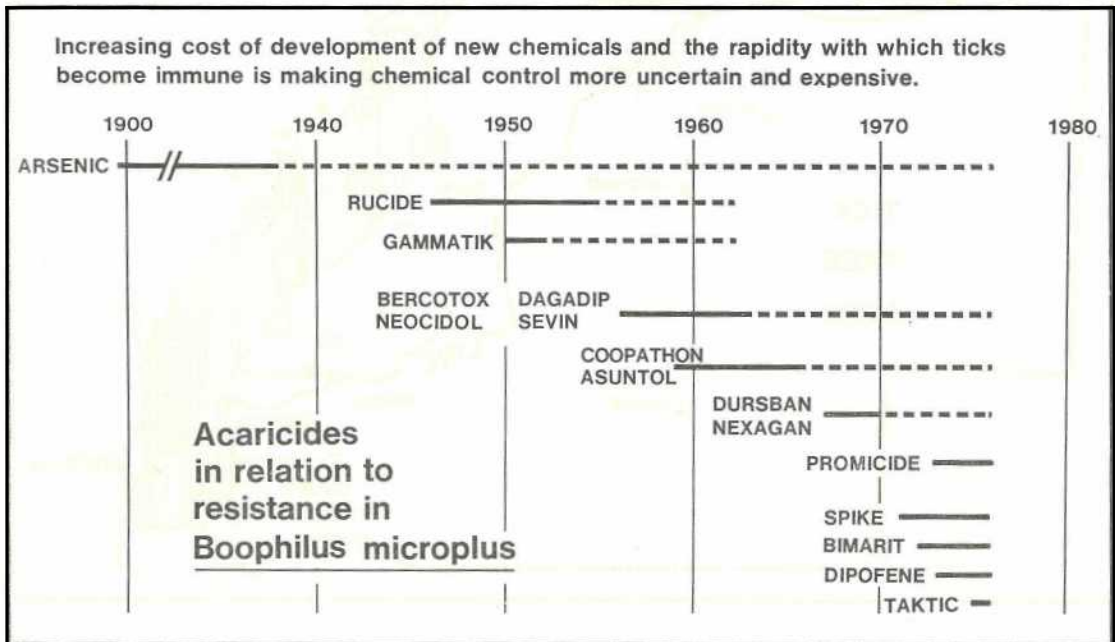 Increasing cost of development of new chemicals and the rapidity with which ticks
become immune is making chemical control more uncertain and expensive.
1900 1940 1950 1960 1970 1980
ARSENIC
RUCIDE
GAMMATIK
BERCOTOX DAGADIP
NEOCIDOL SEVIN
COOPATHON
ASUNTOL
DURSBAN
NEXAGAN
Acaricides
in relation to
resistance in
Boophilus microplus
PROMICIDE
SPIKE
BIMARIT
DIPOFENE
TAKTIC